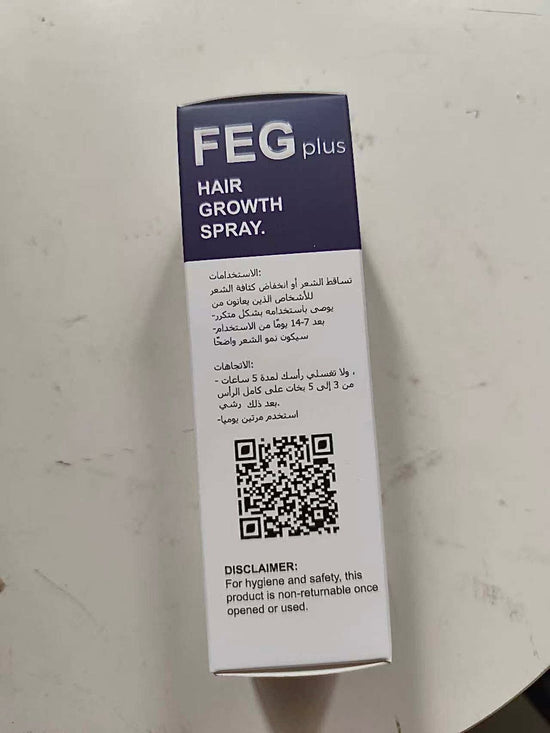 FEG plus
HAIR
GROWTH
SPRAY.
الاستخدامات:
تساقط الشعر أو انخفاض كثافة الشعر
للأشخاص الذين يعانون من
يوصى باستخدامه بشكل متكرر-
بعد 7-14 يومًا من الاستخدام-
سيكون نمو الشعر واضحًا
الاتجاهات:
، ولا تغسلي رأسك لمدة 5 ساعات -
من 3 إلى 5 بخات على كامل الرأس
بعد ذلك رشي.
استخدم مرتين يوميا-
DISCLAIMER:
For hygiene and safety, this
product is non-returnable once
opened or used.